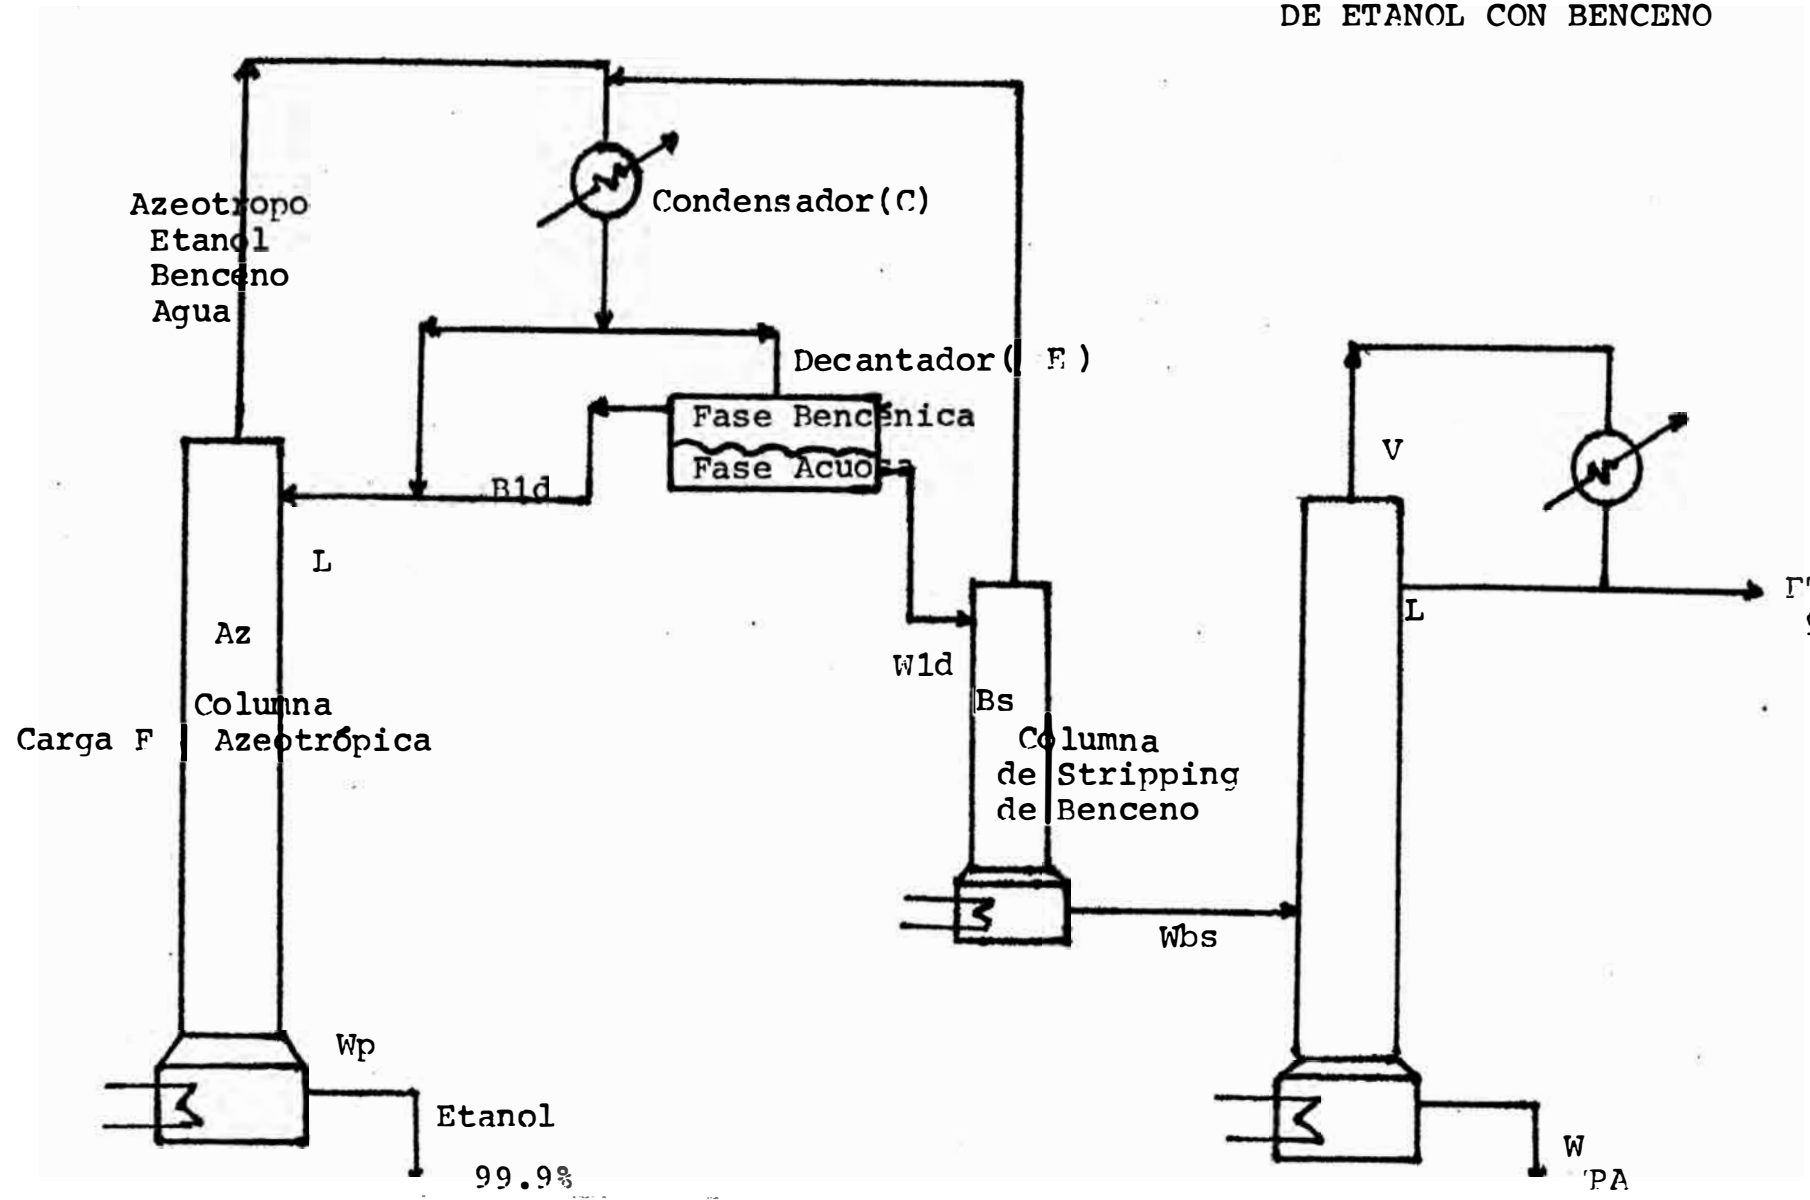 DE ETANOL CON BENCENO
Azeotropo
Etanol
Benceno
Agua
Condensador(C)
Decantador( E )
Fase Bencénica
Fase Acuosa
B1d
L
V
L
Az
W1d
Bs
Columna
Azeotrópica
Carga F
Columna
de Stripping
de Benceno
Wbs
Wp
Etanol
99.9%
W
PA